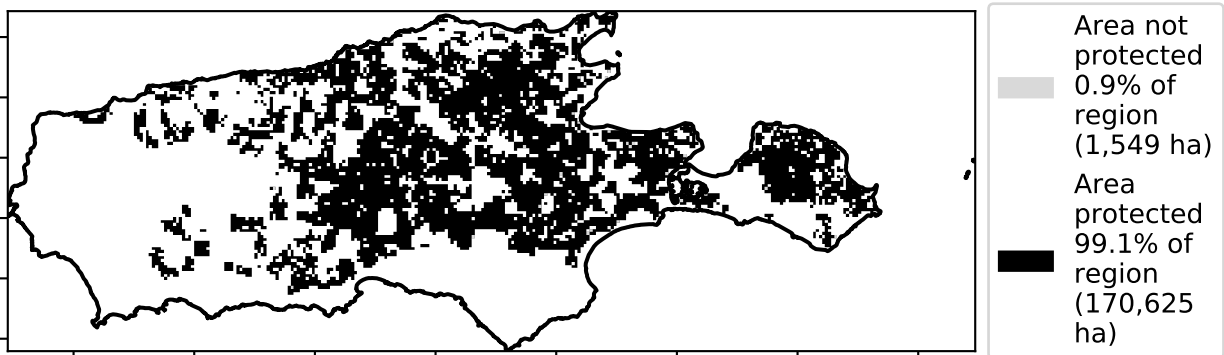 Area not
protected
0.9% of
region
(1,549 ha)
Area
protected
99.1% of
region
(170,625
ha)